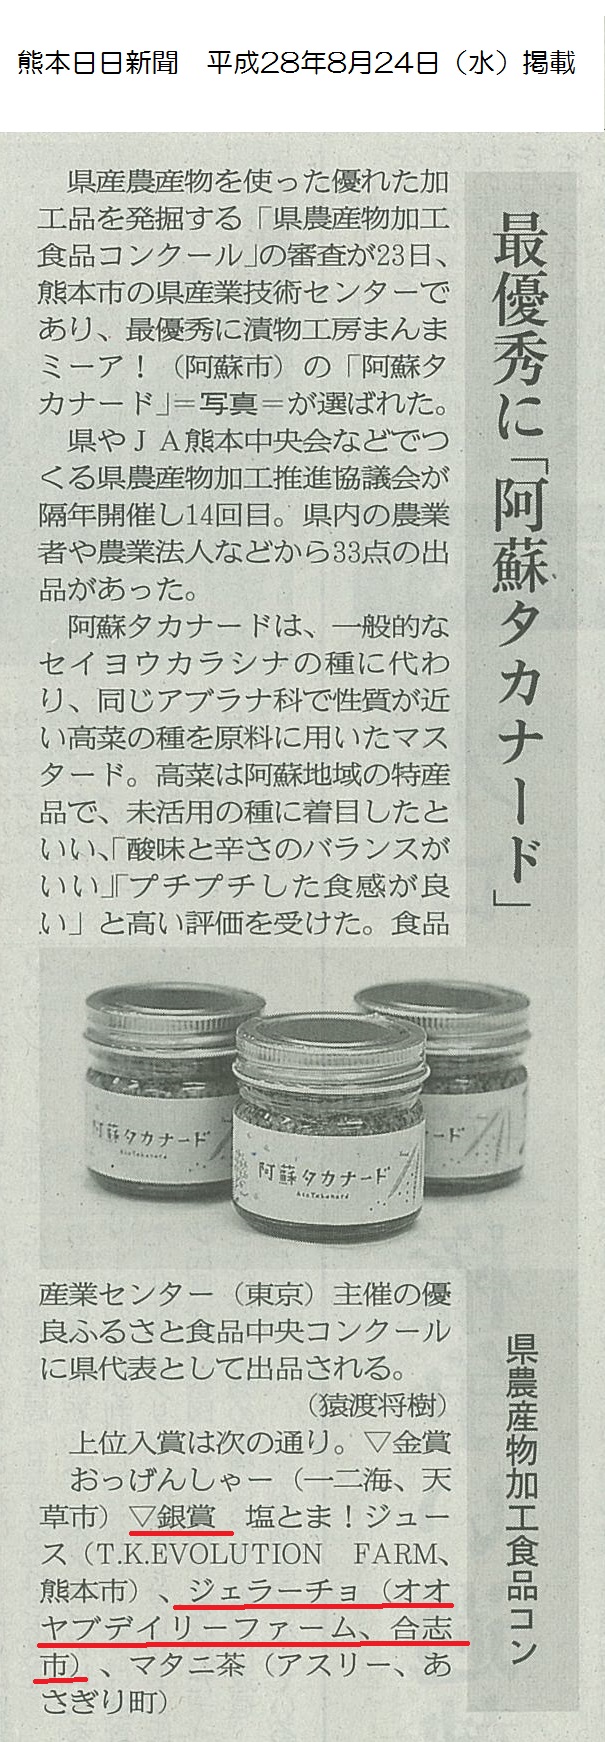 熊本日日新聞　平成28年8月24日（水）掲載
最優秀に「阿蘇タカナード」
県産農産物を使った優れた加
工品を発掘する「県農産物加工
食品コンクール」の審査が23日、
熊本市の県産業技術センターで
あり、最優秀に漬物工房まんま
ミーア！（阿蘇市）の「阿蘇タ
カナード」＝写真＝が選ばれた。
県やＪＡ熊本中央会などでつ
くる県農産物加工推進協議会が
隔年開催し14回目。県内の農業
者や農業法人などから33点の出
品があった。
阿蘇タカナードは、一般的な
セイヨウカラシナの種に代わ
り、同じアブラナ科で性質が近
い高菜の種を原料に用いたマス
タード。高菜は阿蘇地域の特産
品で、未活用の種に着目したと
いい、「酸味と辛さのバランスが
いい」「プチプチした食感が良
い」と高い評価を受けた。食品
阿蘇タカナード
AsoTakanard
阿蘇タカナード
AsoTakanard
ード
産業センター（東京）主催の優
良ふるさと食品中央コンクール
に県代表として出品される。
（猿渡将樹）
上位入賞は次の通り。▽金賞
おっげんしゃー（一二海、天
草市）▽銀賞　塩とま！ジュー
ス（T.K.EVOLUTION　FARM、
熊本市）、ジェラーチョ（オオ
ヤブデイリーファーム、合志
市）、マタニ茶（アスリー、あ
さぎり町）
県農産物加工食品コン